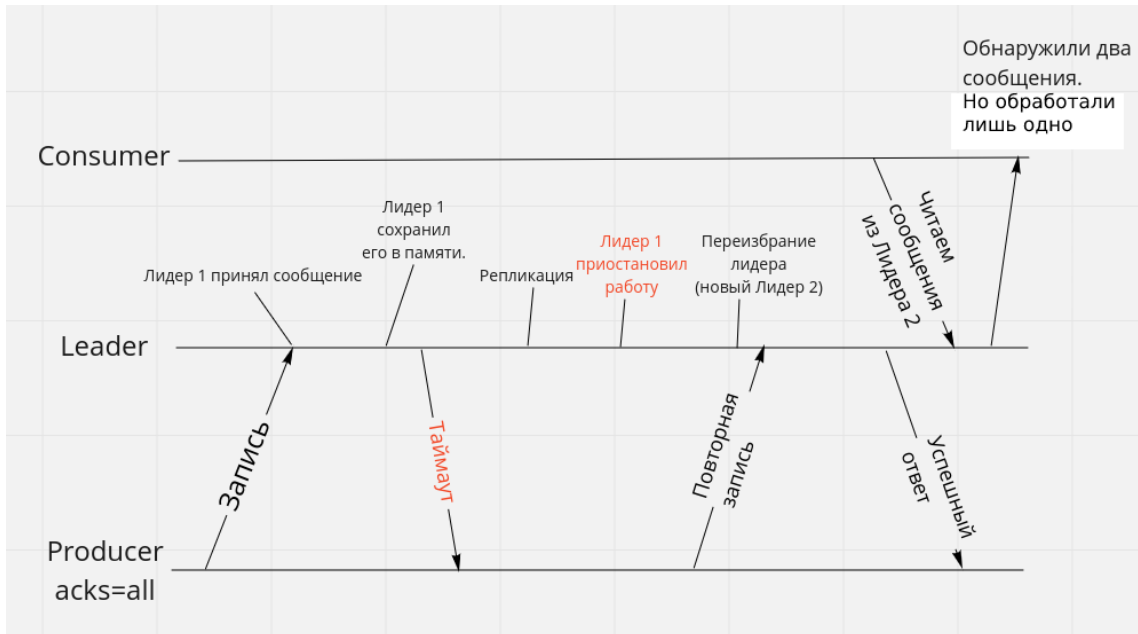 Обнаружили два
сообщения.
Но обработали
лишь одно
Consumer
Лидер 1
сохранил
его в памяти.
Лидер 1 принял сообщение
Репликация
Лидер 1
приостановил
работу
Переизбрание
лидера
(новый Лидер 2)
Читаем
сообщения
из Лидера 2
Leader
Запись
Таймаут
Повторная
запись
Успешный
ответ
Producer
acks=all